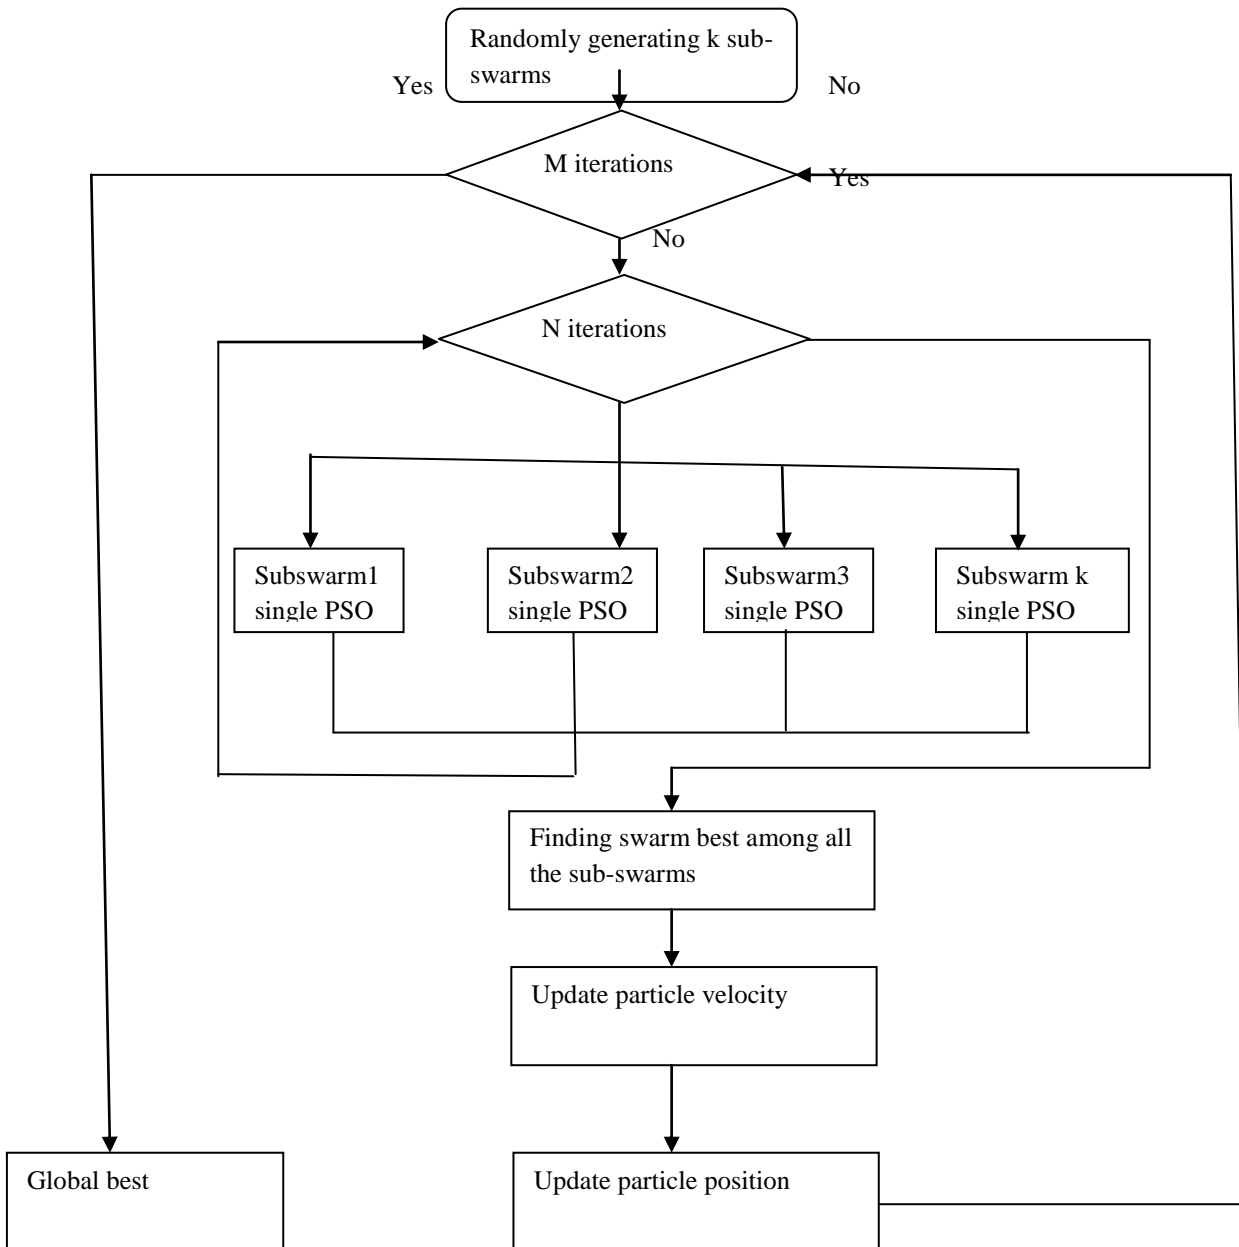 Randomly generating k sub-
swarms
Yes
No
M iterations
Yes
No
N iterations
Subswarm1
single PSO
Subswarm2
single PSO
Subswarm3
single PSO
Subswarm k
single PSO
Finding swarm best among all
the sub-swarms
Update particle velocity
Global best
Update particle position